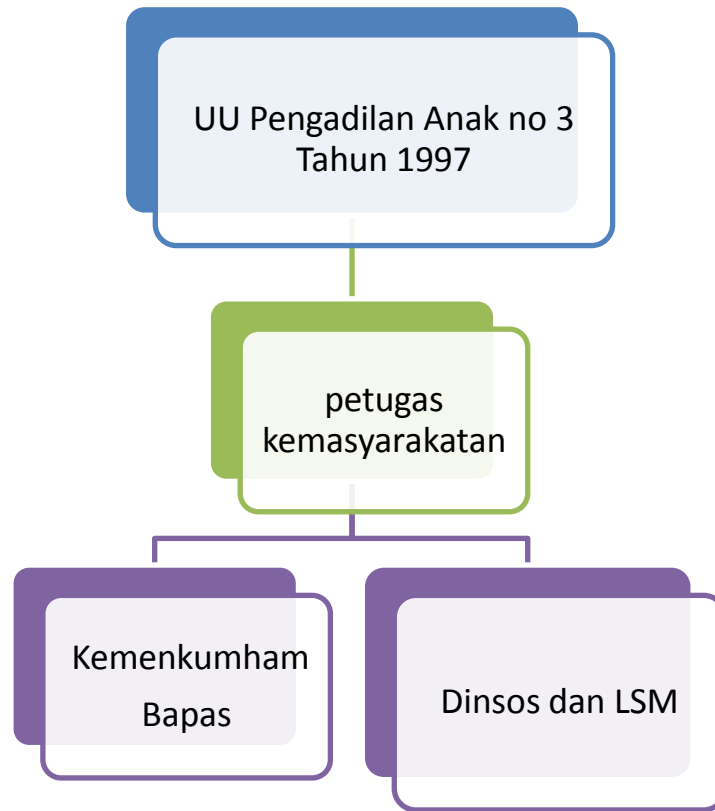 UU Pengadilan Anak no 3
Tahun 1997
petugas
kemasyarakatan
Kemenkumham
Bapas
Dinsos dan LSM